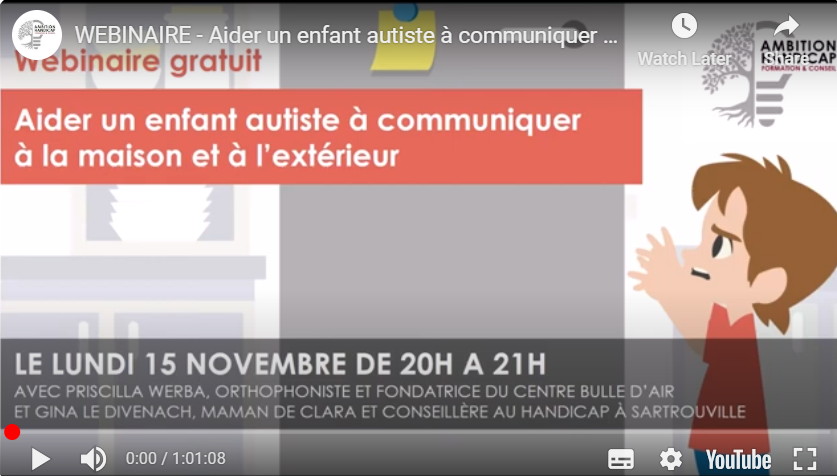 AMBITION
HANDICAP
WEBINAIRE - Aider un enfant autiste à communiquer ...
Watch Later
Share
Webinaire gratuit
AMBITION
HANDICAP
FORMATION & CONSEIL
Aider un enfant autiste à communiquer
à la maison et à l'extérieur
LE LUNDI 15 NOVEMBRE DE 20H A 21H
AVEC PRISCILLA WERBA, ORTHOPHONISTE ET FONDATRICE DU CENTRE BULLE D'AIR
ET GINA LE DIVENACH, MAMAN DE CLARA ET CONSEILLÈRE AU HANDICAP À SARTROUVILLE
0:00 / 1:01:08
YouTube